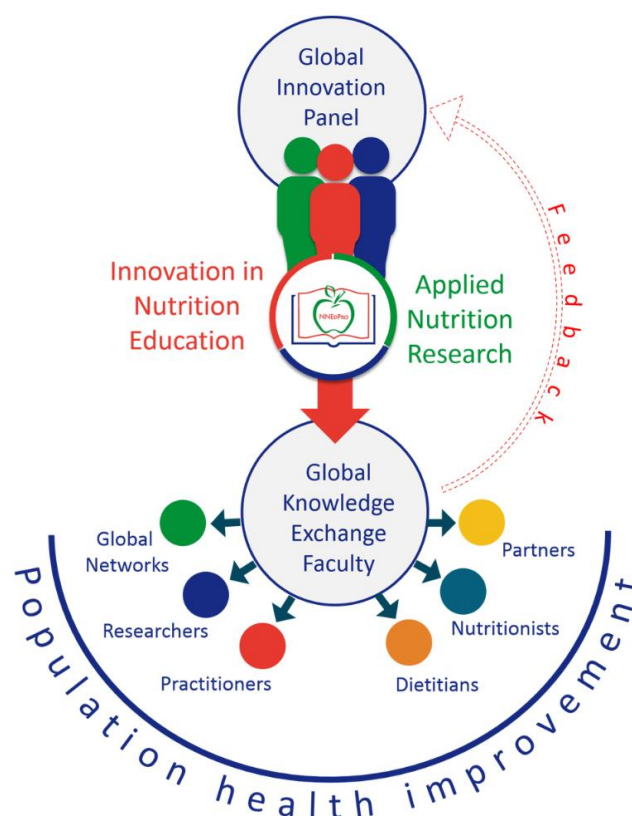 Global
Innovation
Panel
Feedback
Innovation in
Nutrition
Education
NNEdPro
Applied
Nutrition
Research
Global
Knowledge
Exchange
Faculty
Global
Networks
Researchers
Practitioners
Dietitians
Nutritionists
Partners
Population health improvement